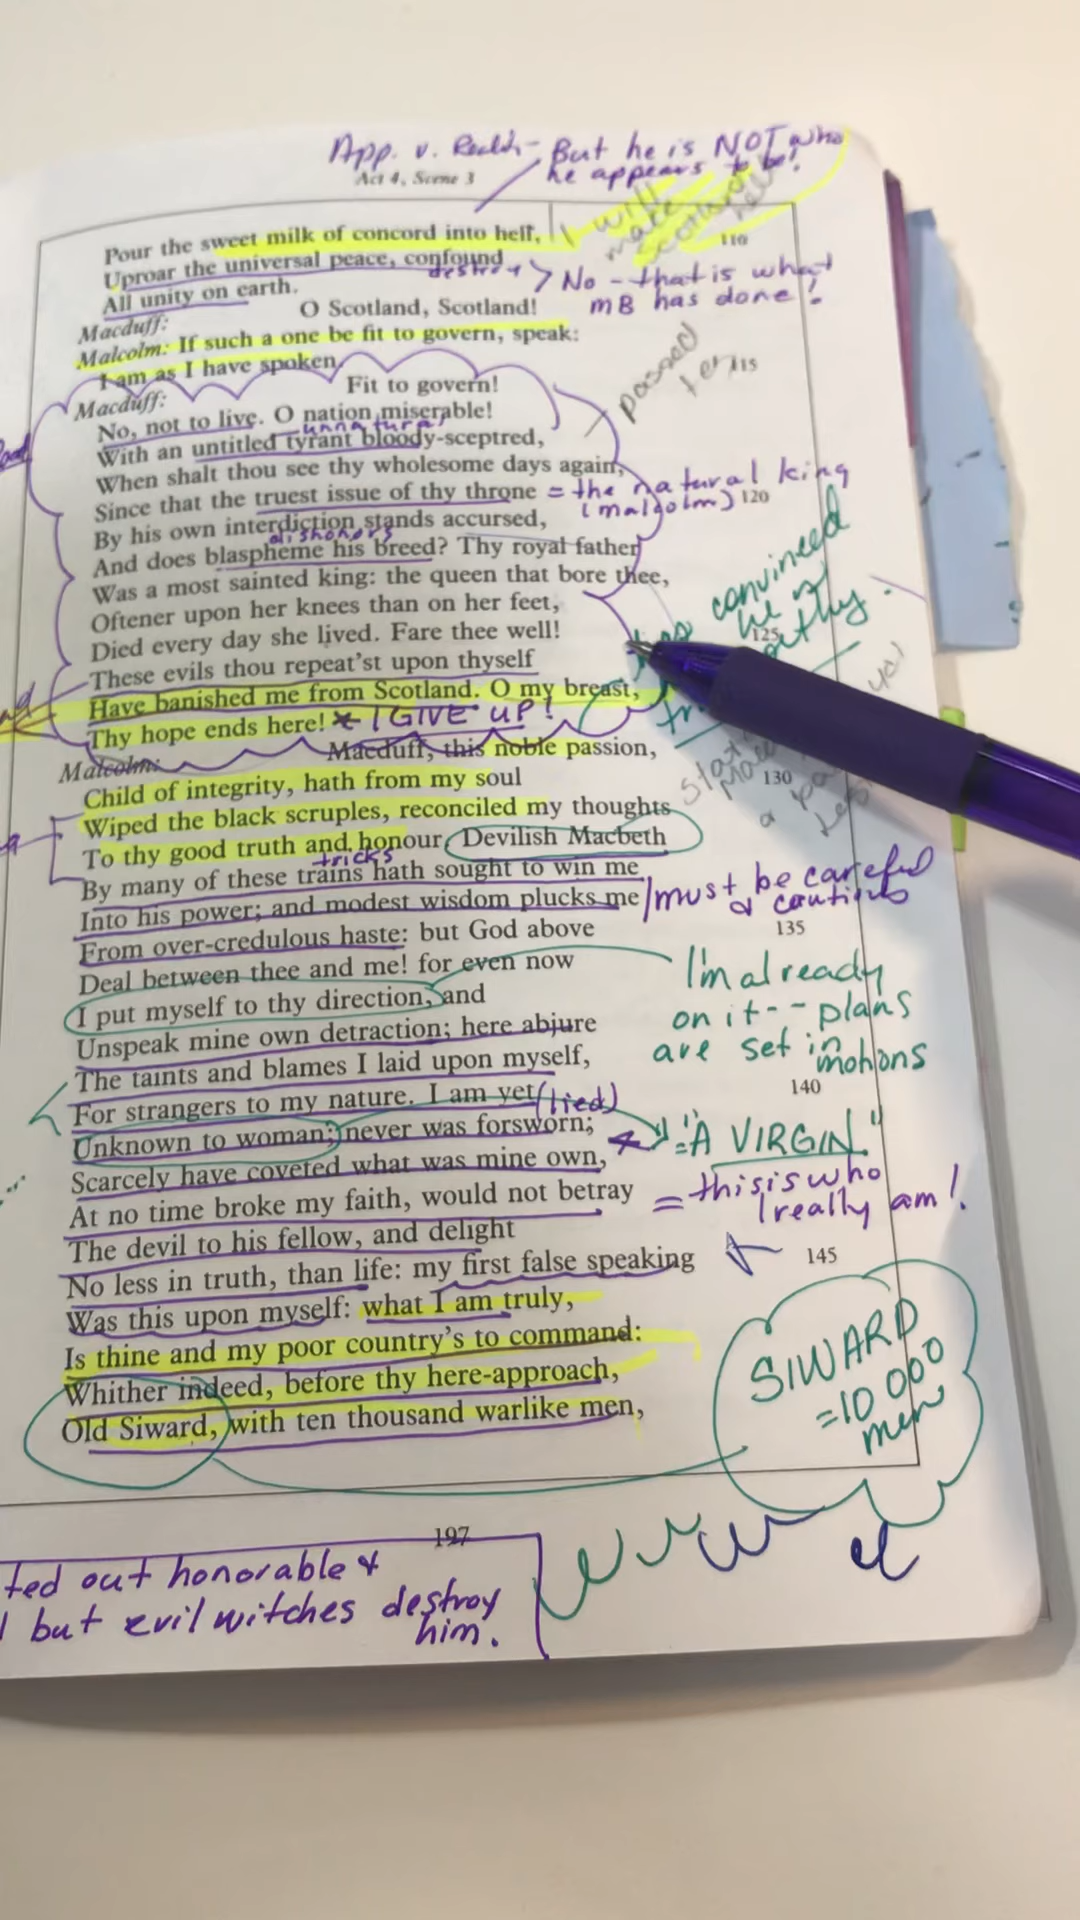 App. v. Reality - But he is NOT who
he appears to be!
Act 4, Scene 3
Pour the sweet milk of concord into hell, I will make Scotland hell 110
Uproar the universal peace, confound
destroy > No - that is what
All unity on earth.
mB has done!
Macduff: O Scotland, Scotland!
Malcolm: If such a one be fit to govern, speak:
I am as I have spoken.
passed 115
Macduff: Fit to govern!
No, not to live. O nation miserable!
unnatural
With an untitled tyrant bloody-sceptred,
When shalt thou see thy wholesome days again,
Since that the truest issue of thy throne = the natural king
(malcolm) 120
By his own interdiction stands accursed,
dishonors
And does blaspheme his breed? Thy royal father
Was a most sainted king: the queen that bore thee,
Oftener upon her knees than on her feet,
convinced
he
125
Died every day she lived. Fare thee well!
These evils thou repeat'st upon thyself
Have banished me from Scotland. O my breast,
Thy hope ends here! * I GIVE UP!
Malcolm: Macduff, this noble passion,
Child of integrity, hath from my soul
130
Wiped the black scruples, reconciled my thoughts
To thy good truth and honour. Devilish Macbeth
tricks
By many of these trains hath sought to win me
Into his power; and modest wisdom plucks me / must be careful
& cautious
135
From over-credulous haste: but God above
Deal between thee and me! for even now
I'm already
on it -- plans
are set in motions
I put myself to thy direction, and
Unspeak mine own detraction; here abjure
The taints and blames I laid upon myself,
140
For strangers to my nature. I am yet
(lied)
Unknown to woman; never was forsworn;
= "A VIRGIN"
Scarcely have coveted what was mine own,
At no time broke my faith, would not betray
= this is who
I really am!
The devil to his fellow, and delight
No less in truth, than life: my first false speaking
145
Was this upon myself: what I am truly,
Is thine and my poor country's to command:
Whither indeed, before thy here-approach,
Old Siward, with ten thousand warlike men,
SIWARD
= 10 000
men
197
ted out honorable &
but evil witches destroy
him.